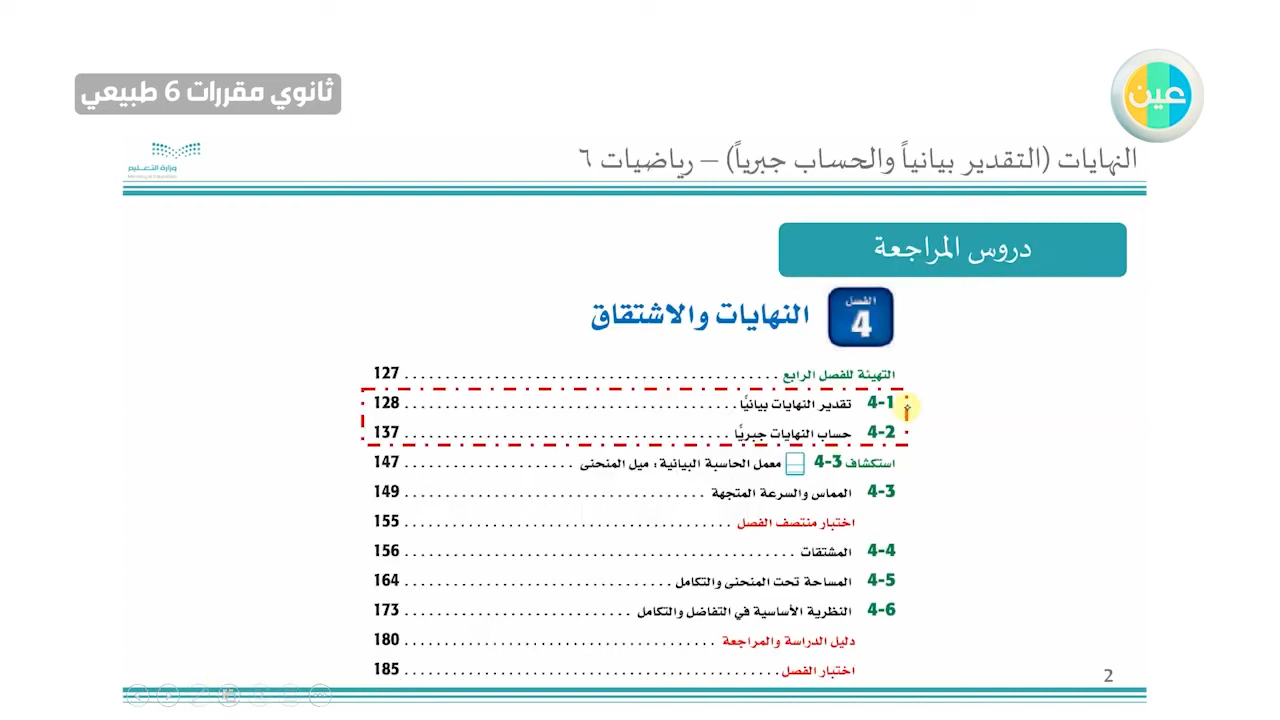 ثانوي مقررات 6 طبيعي
عين
النهايات (التقدير بيانياً والحساب جبرياً) – رياضيات ٦
وزارة التعليم
Ministry of Education
دروس المراجعة
الفصل 4
النهايات والاشتقاق
التهيئة للفصل الرابع 127
4-1 تقدير النهايات بيانيًّا 128
4-2 حساب النهايات جبريًّا 137
استكشاف 3-4 معمل الحاسبة البيانية : ميل المنحنى 147
4-3 المماس والسرعة المتجهة 149
اختبار منتصف الفصل 155
4-4 المشتقات 156
4-5 المساحة تحت المنحنى والتكامل 164
4-6 النظرية الأساسية في التفاضل والتكامل 173
دليل الدراسة والمراجعة 180
اختبار الفصل 185
2